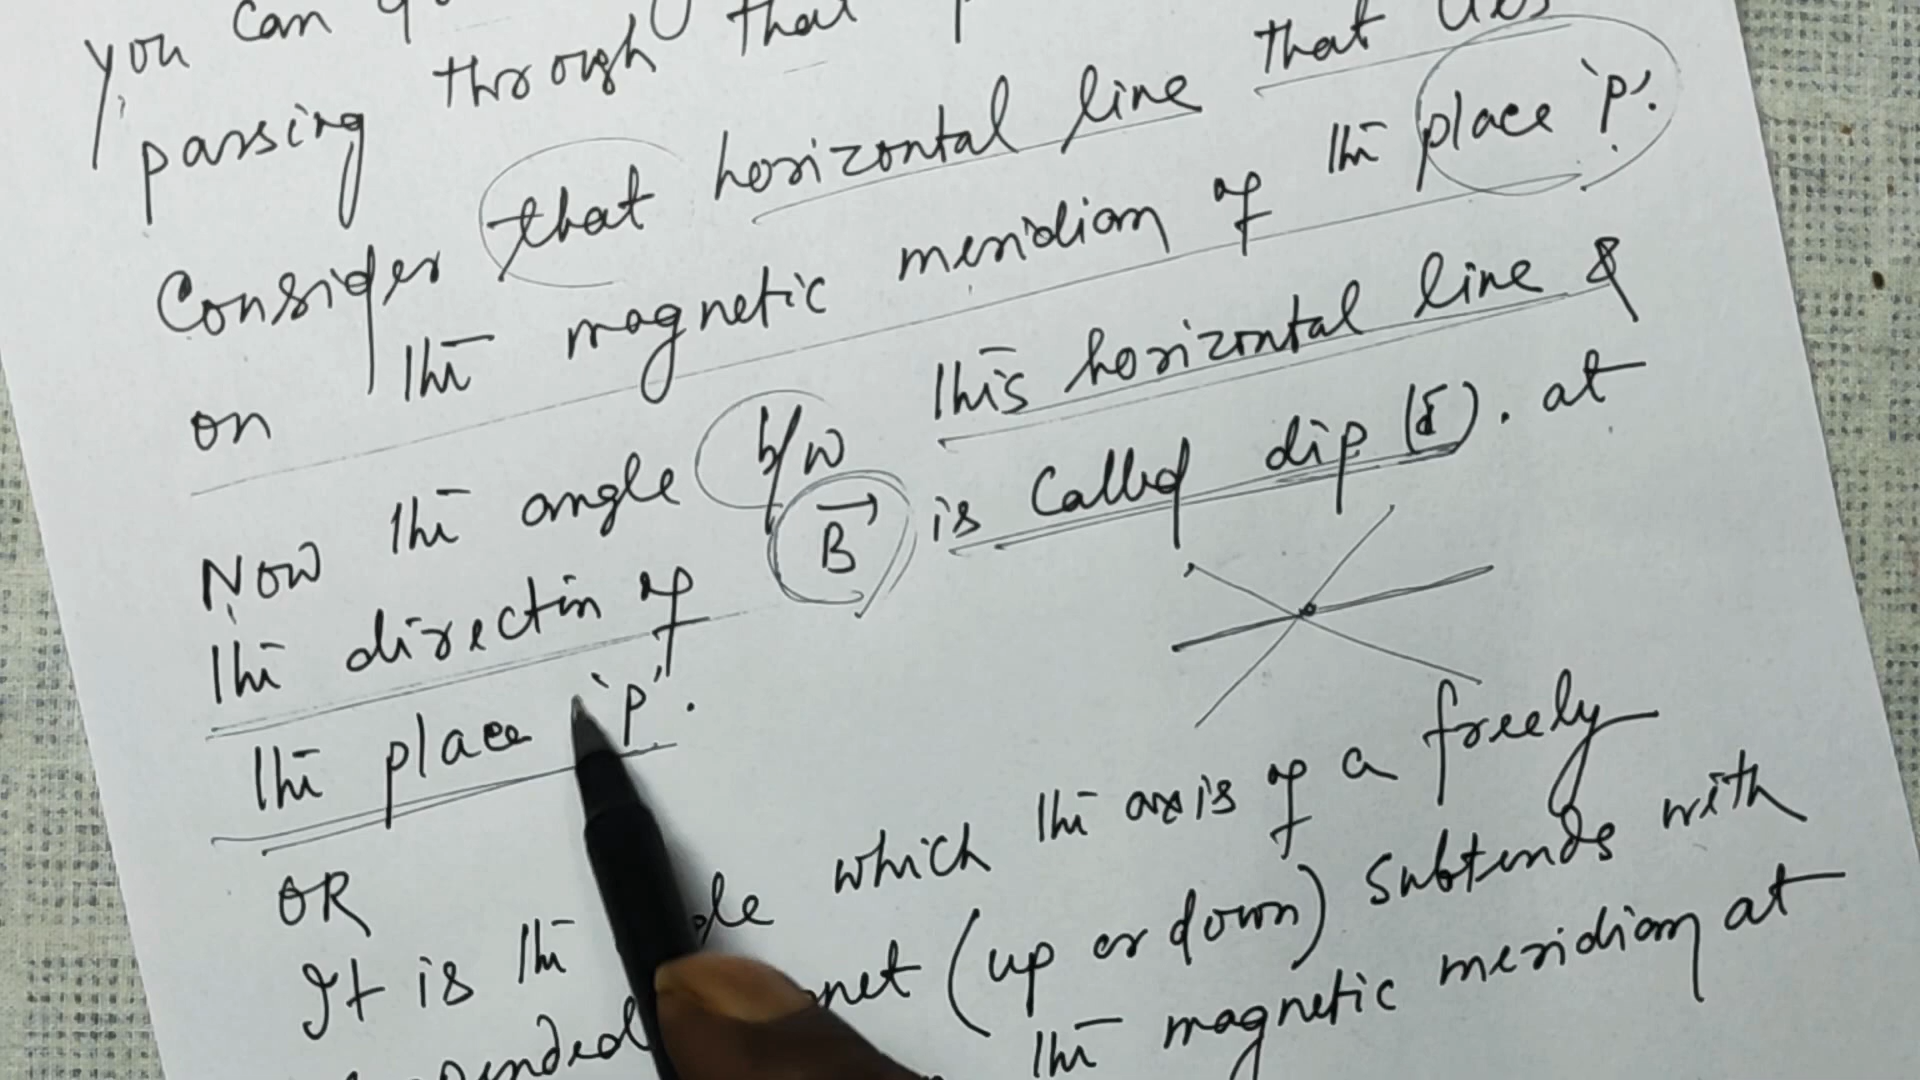 you can
passing through that
Consider that horizontal line that lies
on the magnetic meridian of the place 'p'.
Now the angle b/w this horizontal line &
the directin of B is called dip (δ). at
the place 'p'.
OR
It is the which the axis of a freely
(up or down) subtends with
the magnetic meridian at